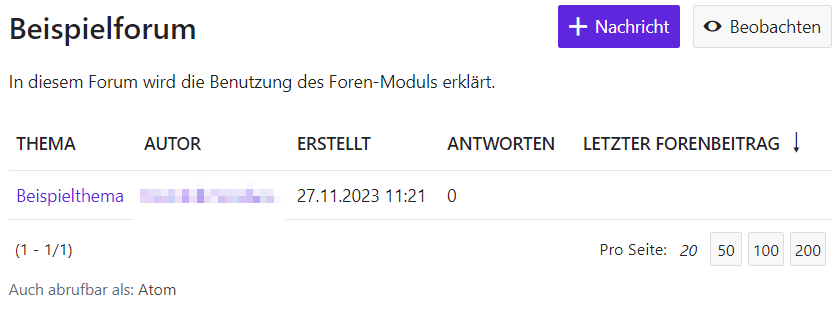 Beispielforum
+ Nachricht
Beobachten
In diesem Forum wird die Benutzung des Foren-Moduls erklärt.
THEMA AUTOR ERSTELLT ANTWORTEN LETZTER FORENBEITRAG ↓
Beispielthema 27.11.2023 11:21 0
(1 - 1/1) Pro Seite: 20 50 100 200
Auch abrufbar als: Atom